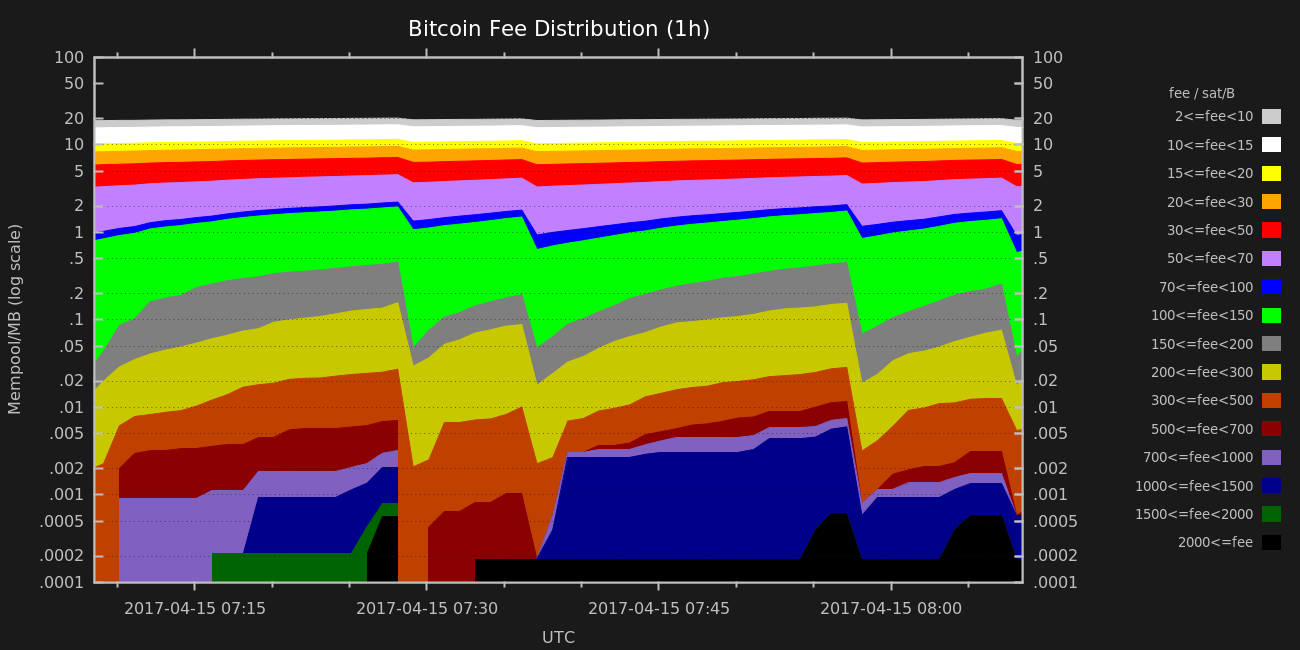 Bitcoin Fee Distribution (1h)
100 100
50 50
20 20
10 10
5 5
2 2
1 1
.5 .5
.2 .2
.1 .1
.05 .05
.02 .02
.01 .01
.005 .005
.002 .002
.001 .001
.0005 .0005
.0002 .0002
.0001 .0001
Mempool/MB (log scale)
fee / sat/B
2<=fee<10
10<=fee<15
15<=fee<20
20<=fee<30
30<=fee<50
50<=fee<70
70<=fee<100
100<=fee<150
150<=fee<200
200<=fee<300
300<=fee<500
500<=fee<700
700<=fee<1000
1000<=fee<1500
1500<=fee<2000
2000<=fee
2017-04-15 07:15 2017-04-15 07:30 2017-04-15 07:45 2017-04-15 08:00
UTC